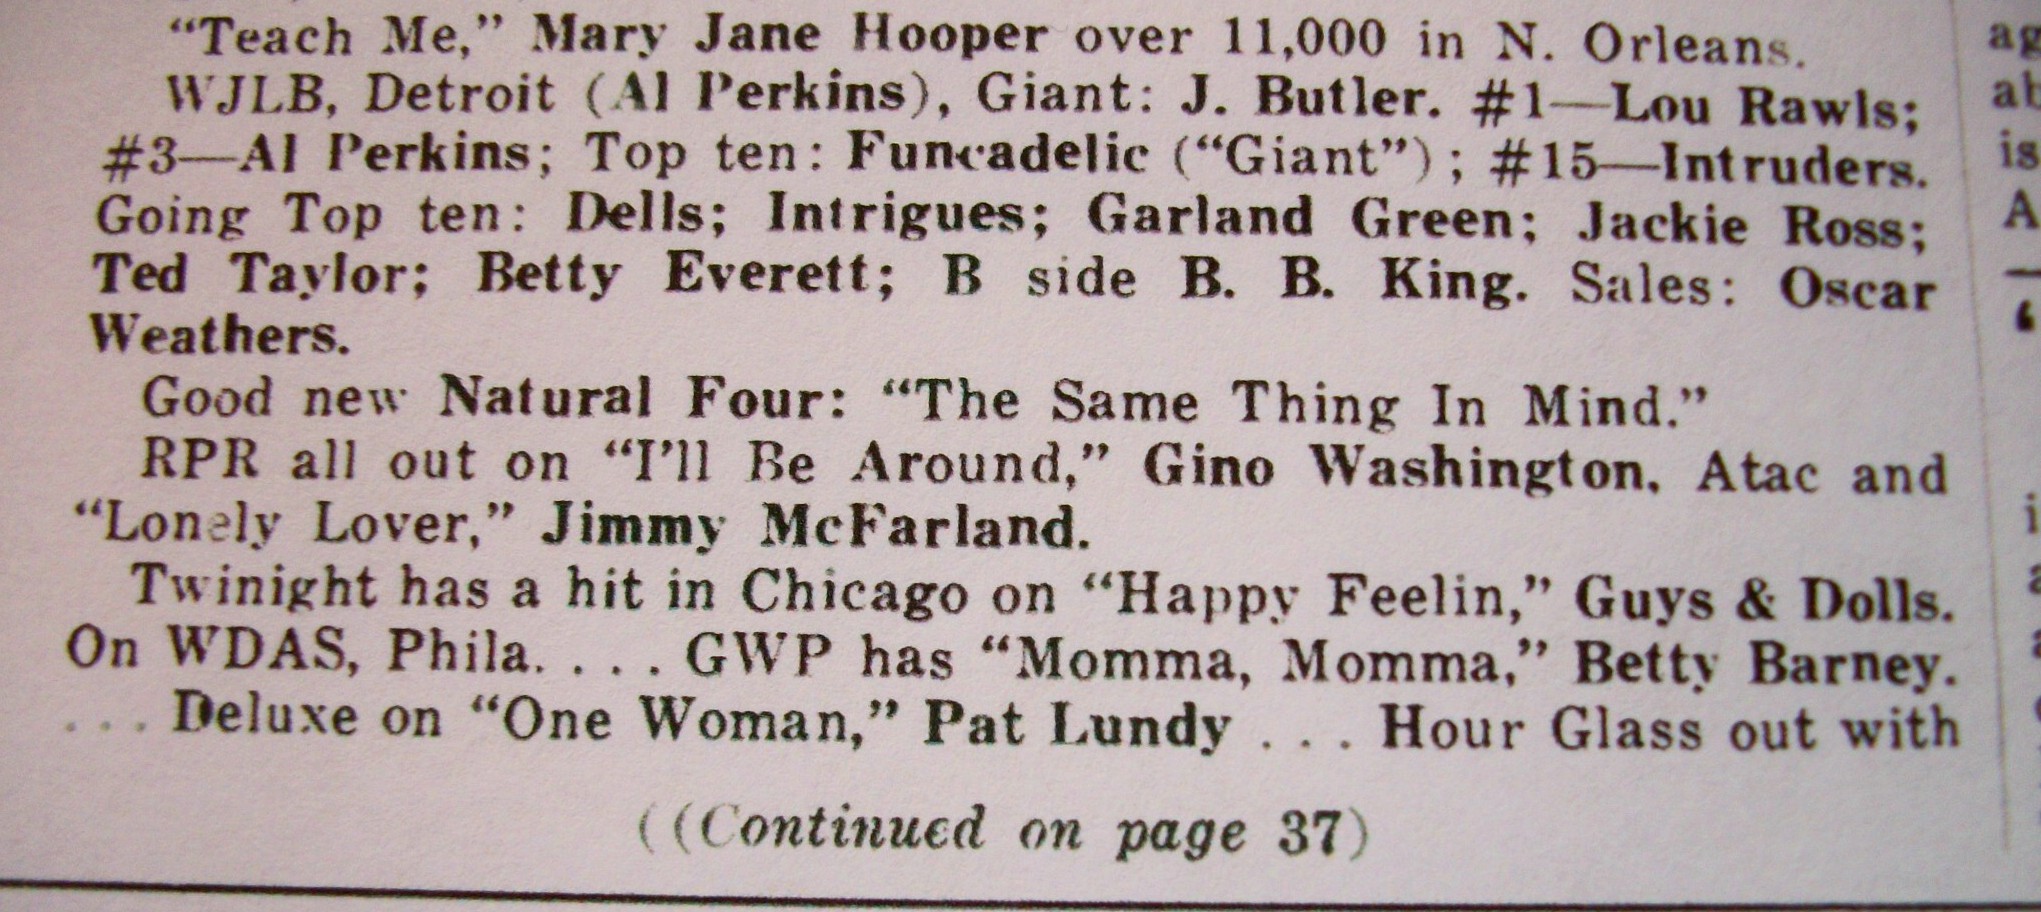 “Teach Me,” Mary Jane Hooper over 11,000 in N. Orleans.
WJLB, Detroit (Al Perkins), Giant: J. Butler. #1—Lou Rawls;
#3—Al Perkins; Top ten: Funcadelic (“Giant”); #15—Intruders.
Going Top ten: Dells; Intrigues; Garland Green; Jackie Ross;
Ted Taylor; Betty Everett; B side B. B. King. Sales: Oscar
Weathers.
Good new Natural Four: “The Same Thing In Mind.”
RPR all out on “I’ll Be Around,” Gino Washington, Atac and
“Lonely Lover,” Jimmy McFarland.
Twinight has a hit in Chicago on “Happy Feelin,” Guys & Dolls.
On WDAS, Phila. . . . GWP has “Momma, Momma,” Betty Barney.
. . . Deluxe on “One Woman,” Pat Lundy . . . Hour Glass out with
((Continued on page 37)